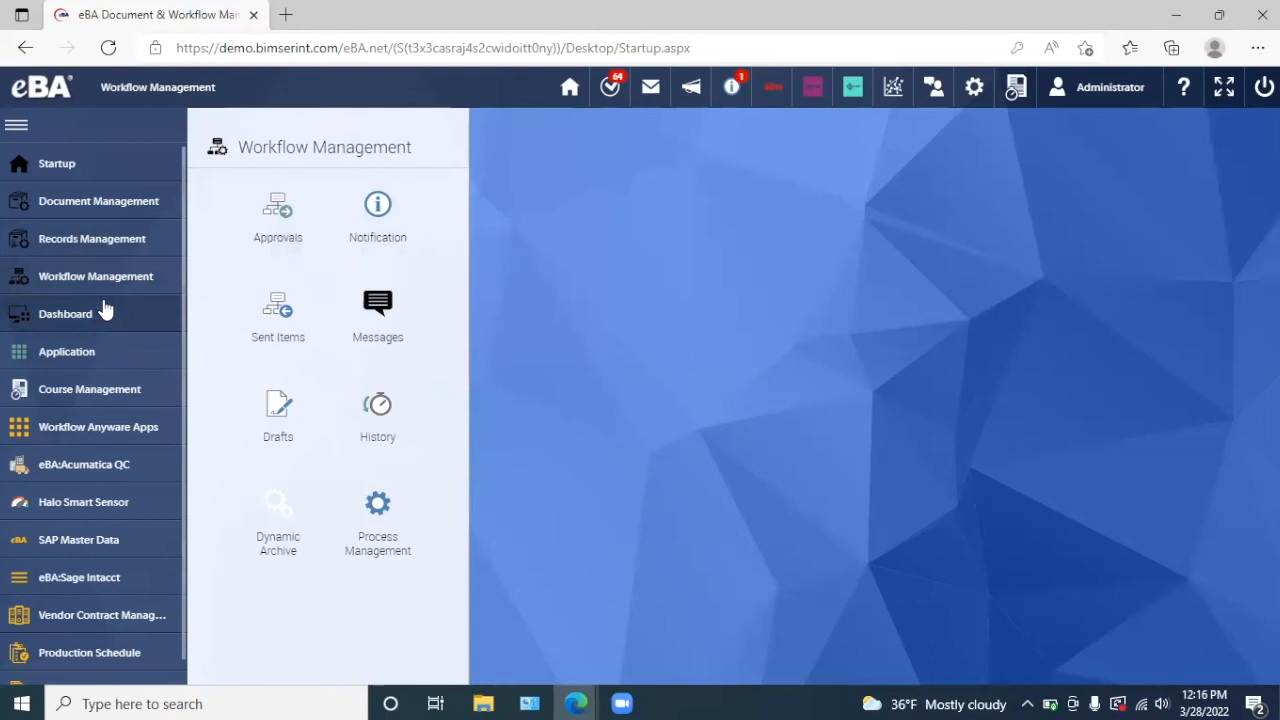 eBA Document & Workflow Man
https://demo.bimserint.com/eBA.net/(S(t3x3casraj4s2cwidoitt0ny))/Desktop/Startup.aspx
eBA
Workflow Management
64
1
Administrator
?
Startup
Document Management
Records Management
Workflow Management
Dashboard
Application
Course Management
Workflow Anyware Apps
eBA:Acumatica QC
Halo Smart Sensor
eBA SAP Master Data
eBA:Sage Intacct
Vendor Contract Manag...
Production Schedule
Workflow Management
Approvals
Notification
Sent Items
Messages
Drafts
History
Dynamic
Archive
Process
Management
Type here to search
36°F Mostly cloudy
12:16 PM
3/28/2022
2